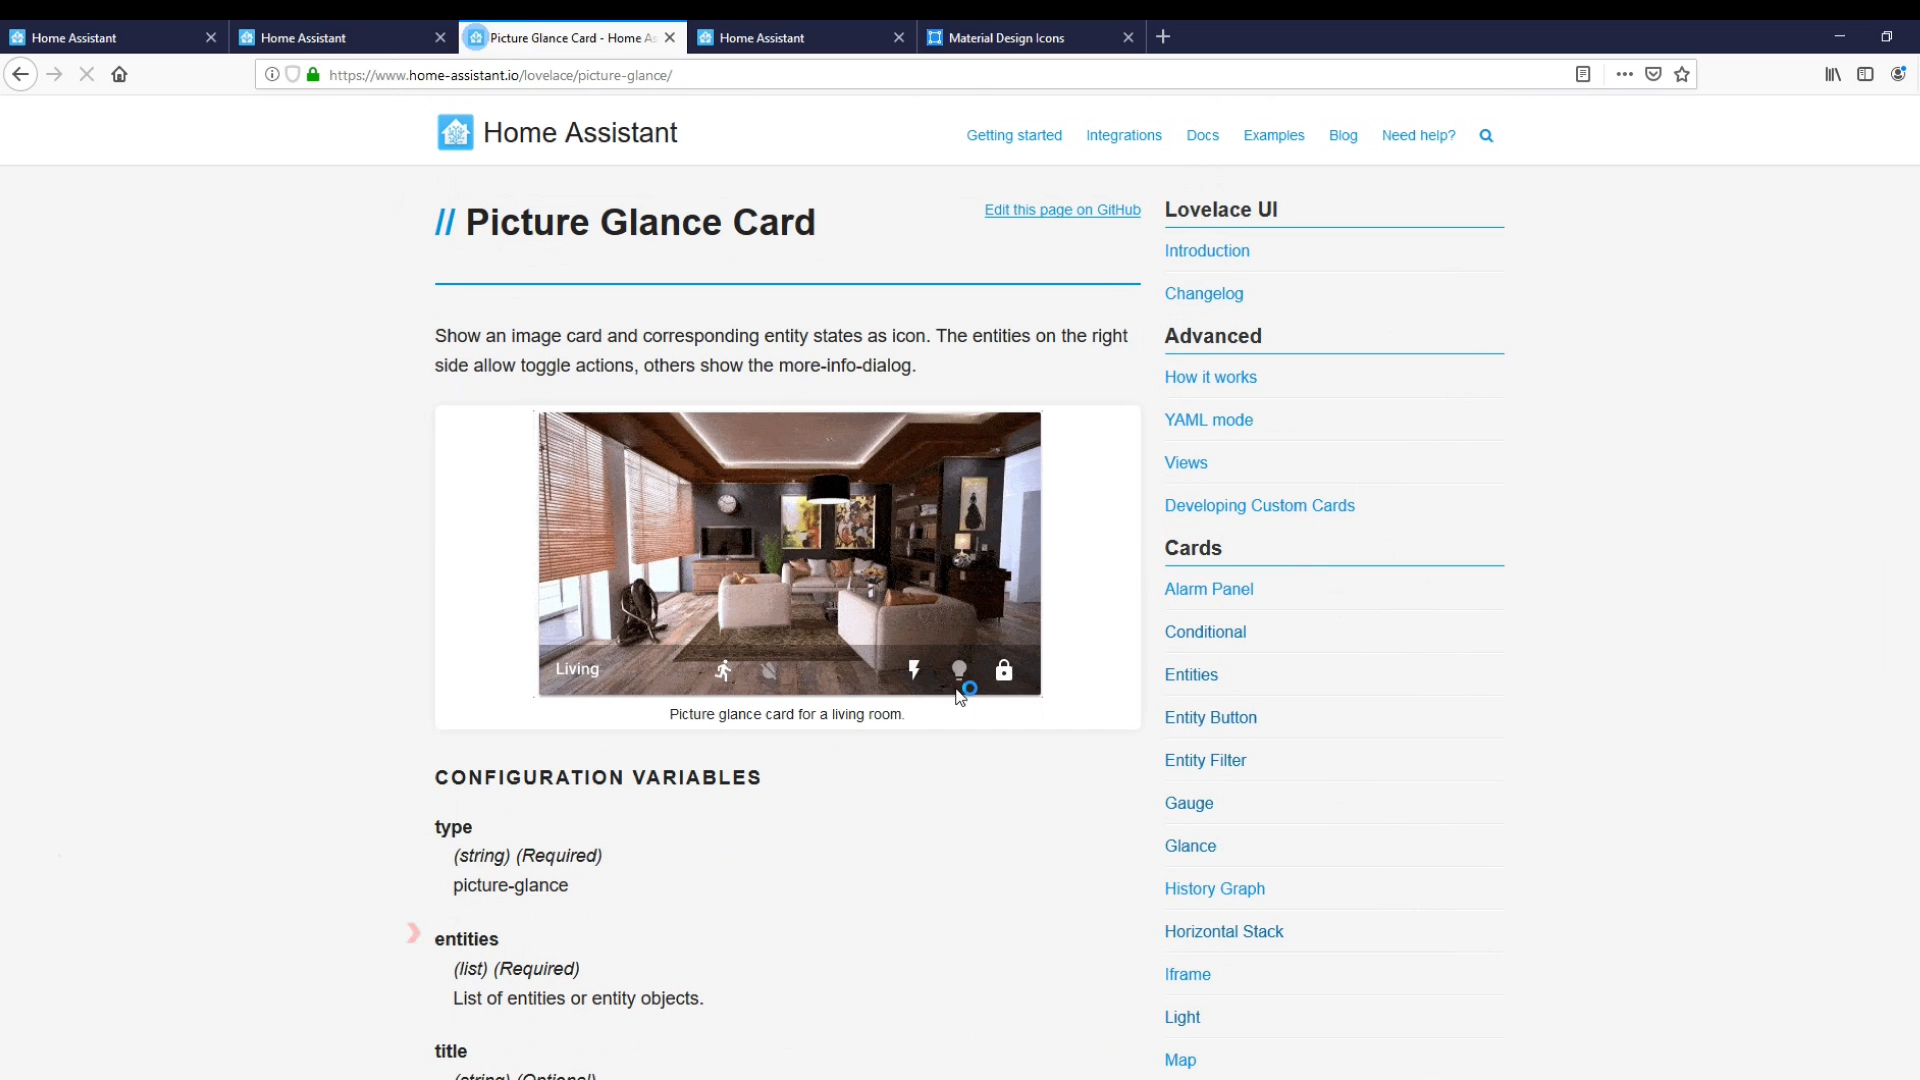 Home Assistant
Home Assistant
Picture Glance Card - Home As
Home Assistant
Material Design Icons
https://www.home-assistant.io/lovelace/picture-glance/
Home Assistant
Getting started
Integrations
Docs
Examples
Blog
Need help?
// Picture Glance Card
Edit this page on GitHub
Show an image card and corresponding entity states as icon. The entities on the right
side allow toggle actions, others show the more-info-dialog.
Living
Picture glance card for a living room.
CONFIGURATION VARIABLES
type
(string) (Required)
picture-glance
entities
(list) (Required)
List of entities or entity objects.
title
(string) (Optional)
Lovelace UI
Introduction
Changelog
Advanced
How it works
YAML mode
Views
Developing Custom Cards
Cards
Alarm Panel
Conditional
Entities
Entity Button
Entity Filter
Gauge
Glance
History Graph
Horizontal Stack
Iframe
Light
Map